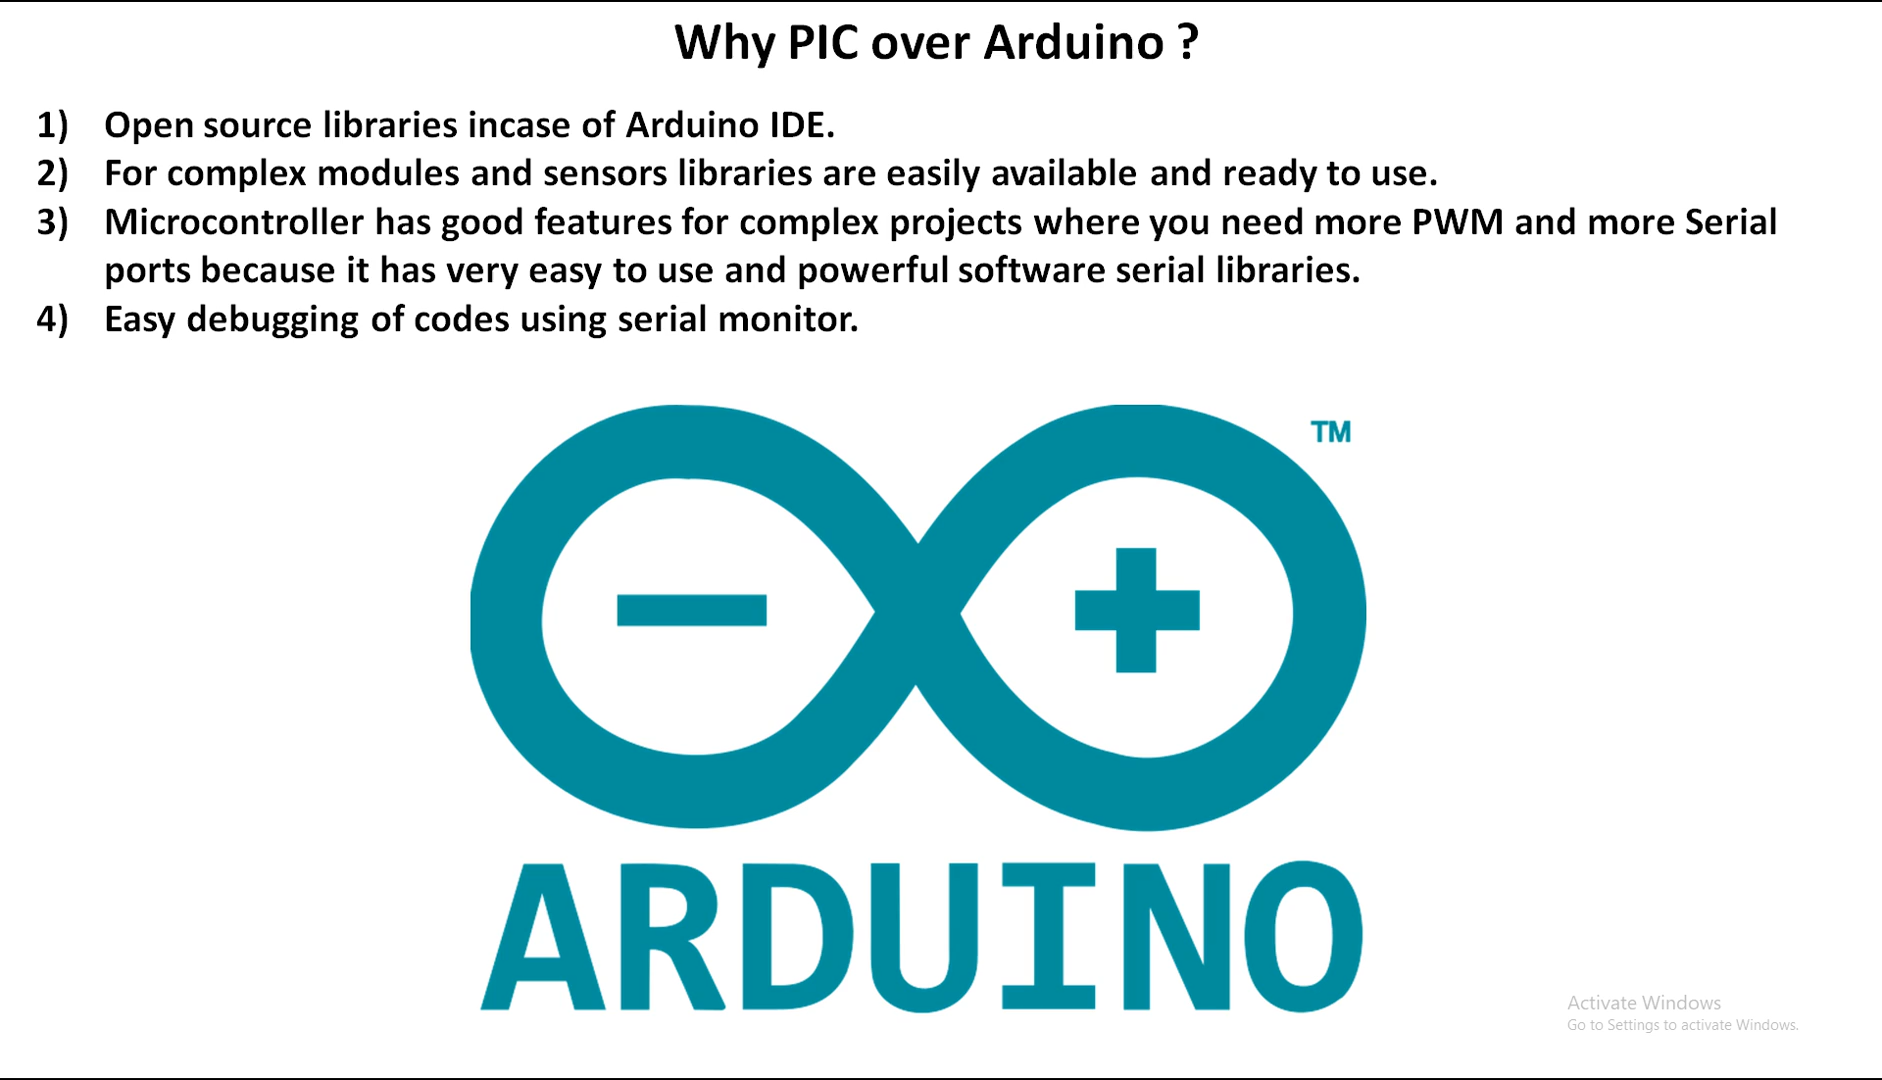 Why PIC over Arduino ?
1) Open source libraries incase of Arduino IDE.
2) For complex modules and sensors libraries are easily available and ready to use.
3) Microcontroller has good features for complex projects where you need more PWM and more Serial
ports because it has very easy to use and powerful software serial libraries.
4) Easy debugging of codes using serial monitor.
TM
ARDUINO
Activate Windows
Go to Settings to activate Windows.